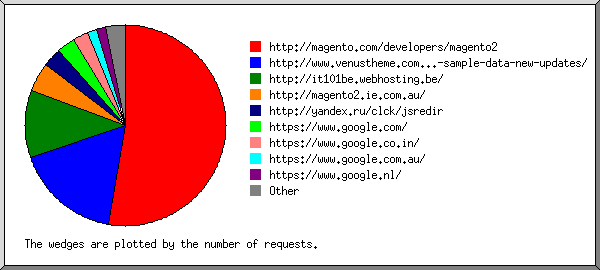 http://magento.com/developers/magento2
http://www.venustheme.com...-sample-data-new-updates/
http://it101be.webhosting.be/
http://magento2.ie.com.au/
http://yandex.ru/clck/jsredir
https://www.google.com/
https://www.google.co.in/
https://www.google.com.au/
https://www.google.nl/
Other
The wedges are plotted by the number of requests.